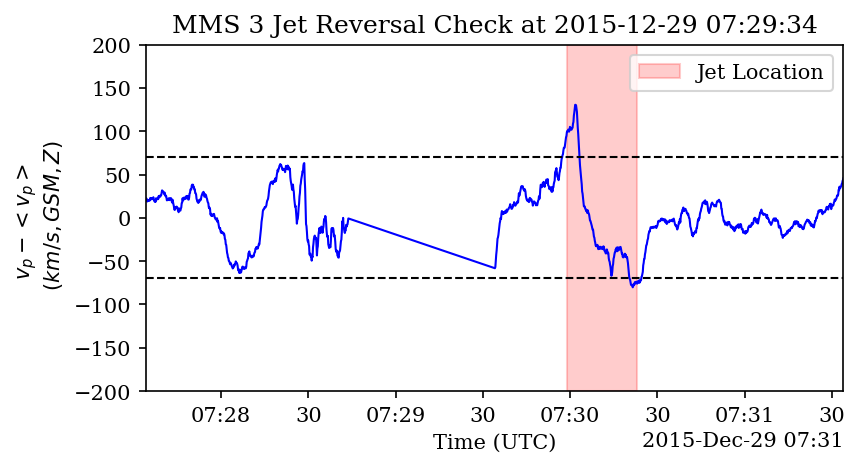 MMS 3 Jet Reversal Check at 2015-12-29 07:29:34
200
150
100
50
0
−50
−100
−150
−200
v_p − <v_p>
(km/s, GSM, Z)
Jet Location
07:28 30 07:29 30 07:30 30 07:31 30
Time (UTC)
2015-Dec-29 07:31